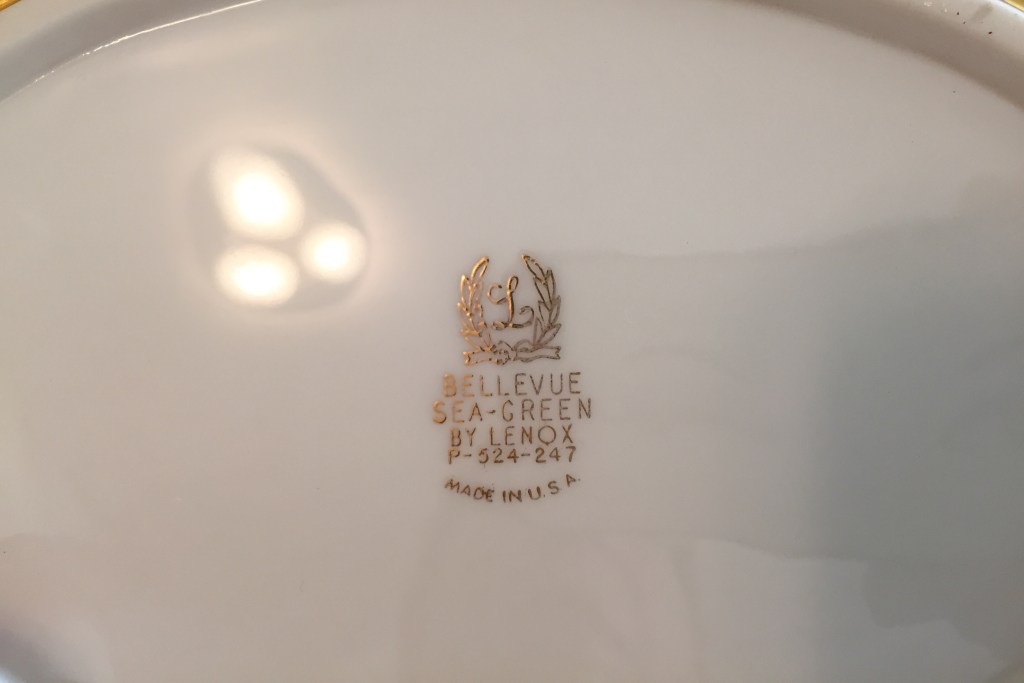 L
BELLEVUE
SEA-GREEN
BY LENOX
P-524-247
MADE IN U.S.A.